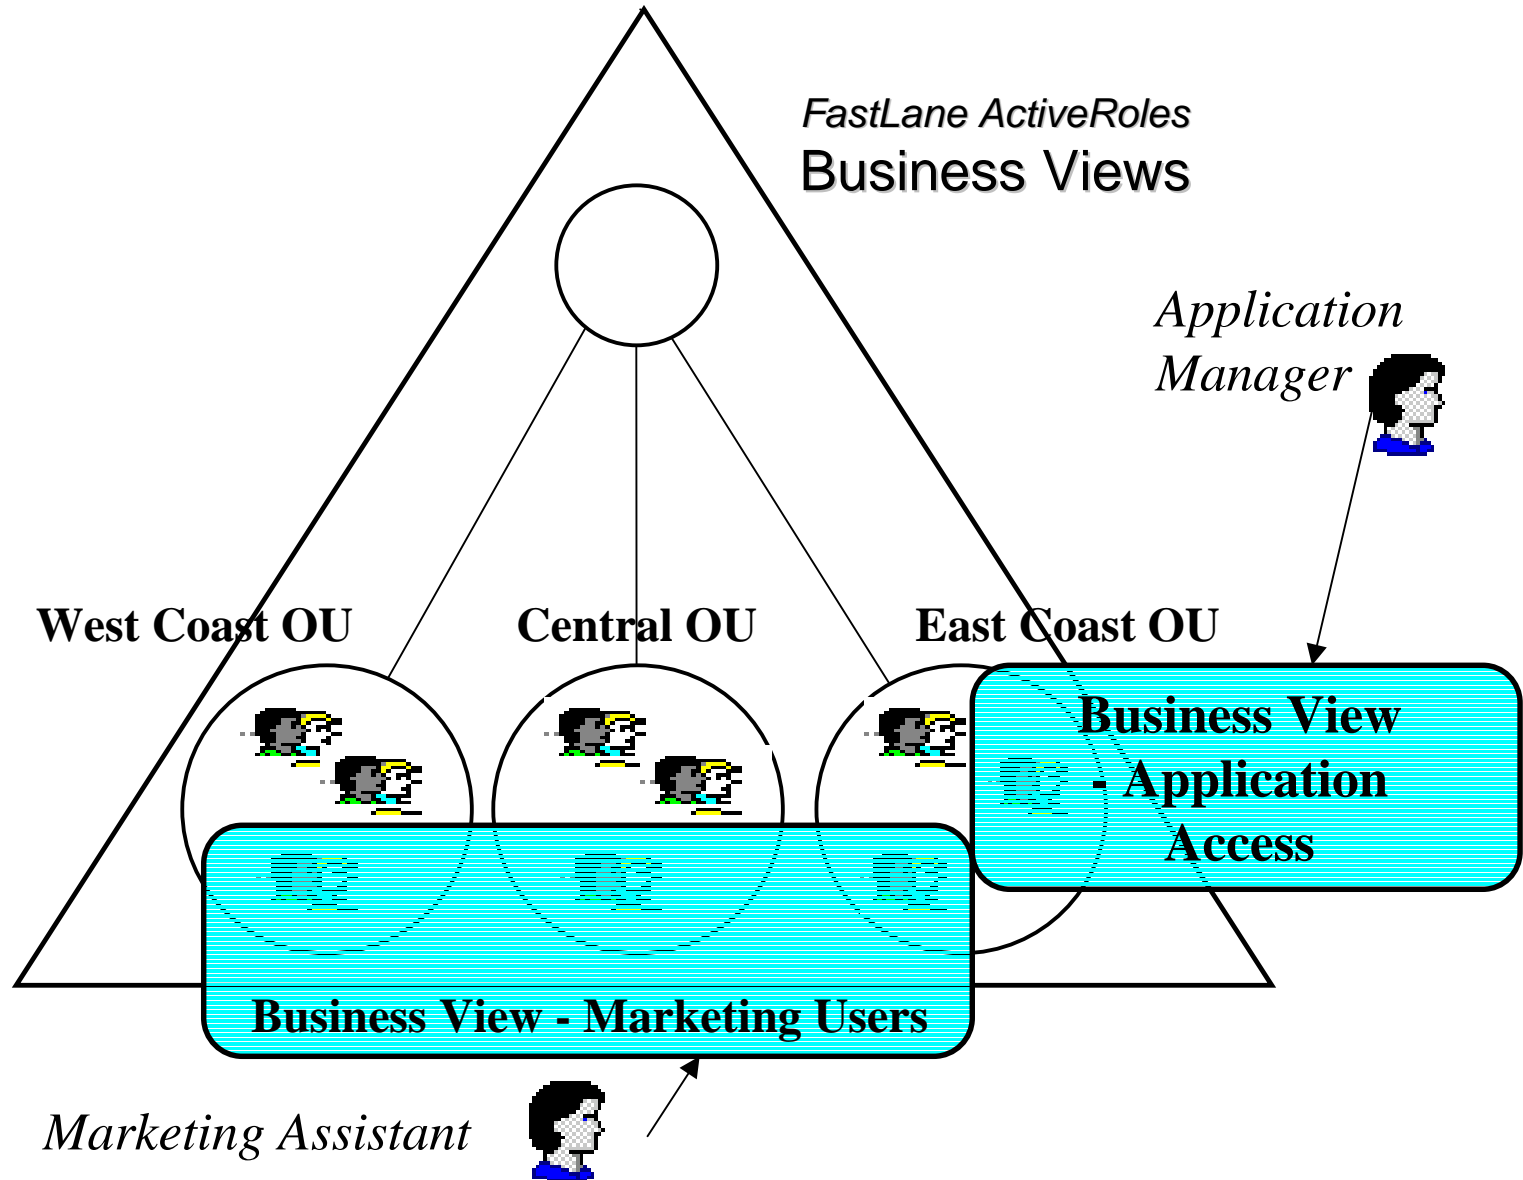 FastLane ActiveRoles
Business Views
Application
Manager
West Coast OU
Central OU
East Coast OU
Business View
- Application
Access
Business View - Marketing Users
Marketing Assistant